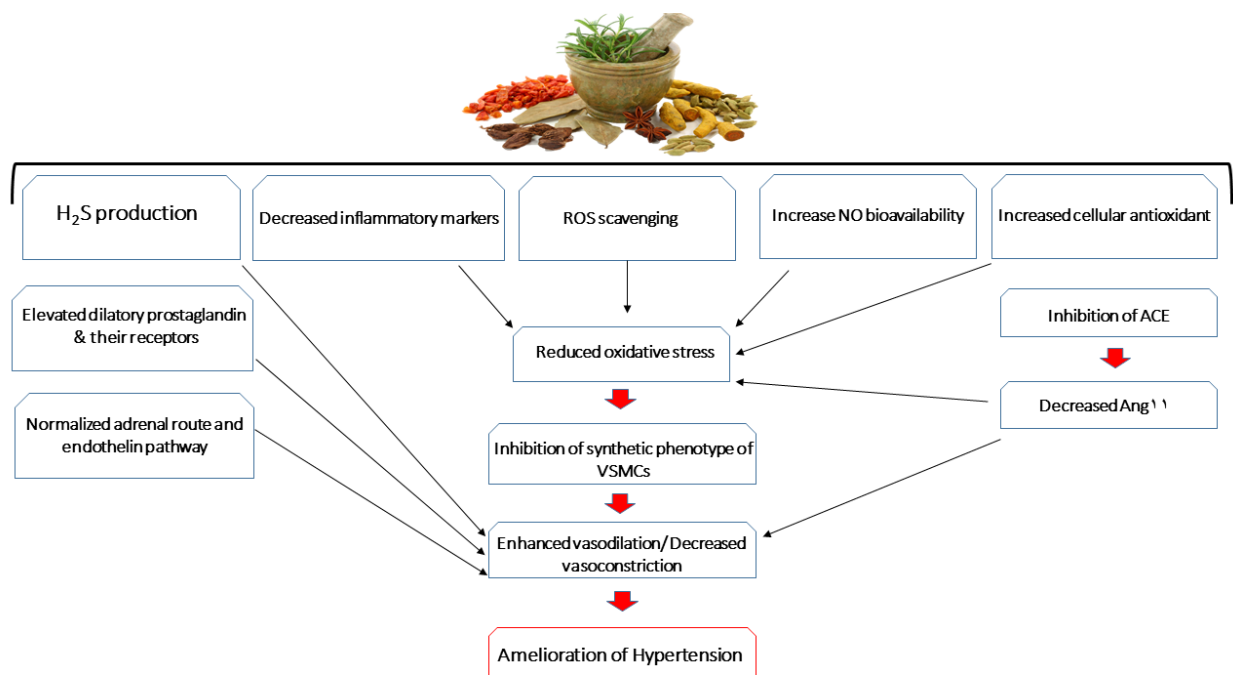 H₂S production
Decreased inflammatory markers
ROS scavenging
Increase NO bioavailability
Increased cellular antioxidant
Elevated dilatory prostaglandin
& their receptors
Inhibition of ACE
Reduced oxidative stress
Normalized adrenal route and
endothelin pathway
Decreased Ang ۱۱
Inhibition of synthetic phenotype of
VSMCs
Enhanced vasodilation/ Decreased
vasoconstriction
Amelioration of Hypertension